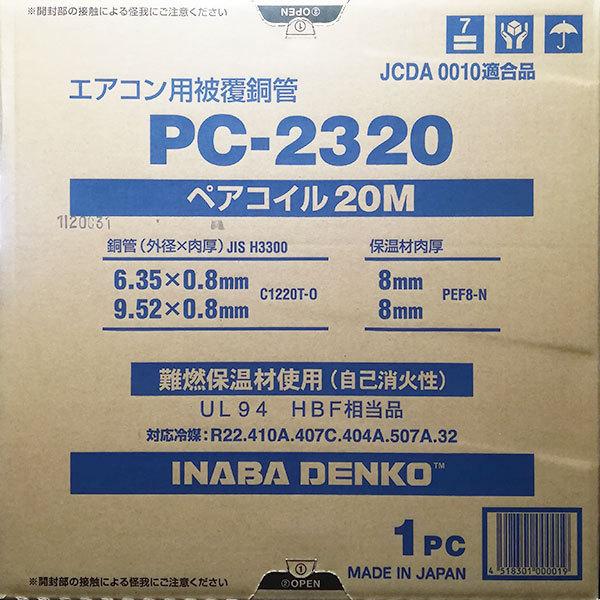 ※開封部の接触による怪我にご注意ください
②OPEN
①
7
JCDA 0010適合品
エアコン用被覆銅管
PC-2320
ペアコイル20M
1120631
銅管(外径×肉厚)JIS H3300
保温材肉厚
6.35×0.8mm
9.52×0.8mm
C1220T-O
8mm
8mm
PEF8-N
難燃保温材使用(自己消火性)
UL94 HBF相当品
対応冷媒:R22.410A.407C.404A.507A.32
INABA DENKO™
1PC
MADE IN JAPAN
4 518301 000019
①
②OPEN
※開封部の接触による怪我にご注意ください